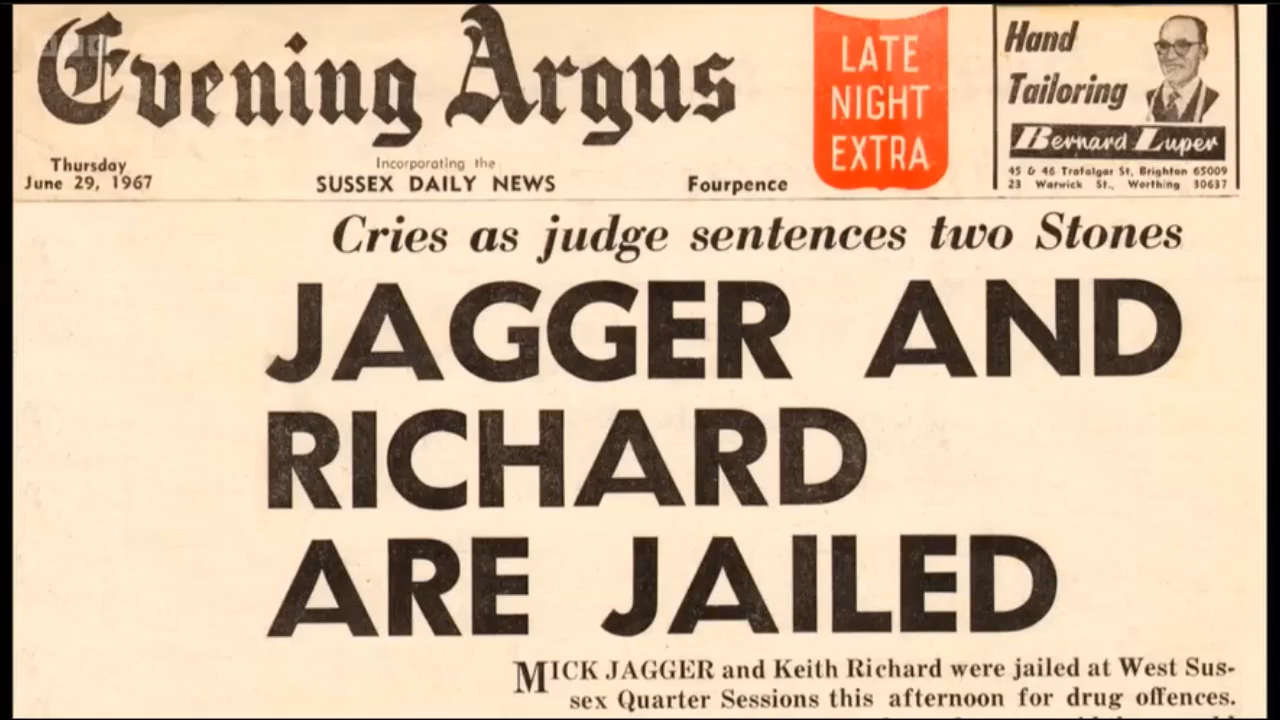 Evening Argus
LATE
NIGHT
EXTRA
Hand
Tailoring
Bernard Luper
45 & 46 Trafalgar St, Brighton 65009
23 Warwick St., Worthing 30637
Thursday
June 29, 1967
Incorporating the
SUSSEX DAILY NEWS
Fourpence
Cries as judge sentences two Stones
JAGGER AND
RICHARD
ARE JAILED
MICK JAGGER and Keith Richard were jailed at West Sus-
sex Quarter Sessions this afternoon for drug offences.